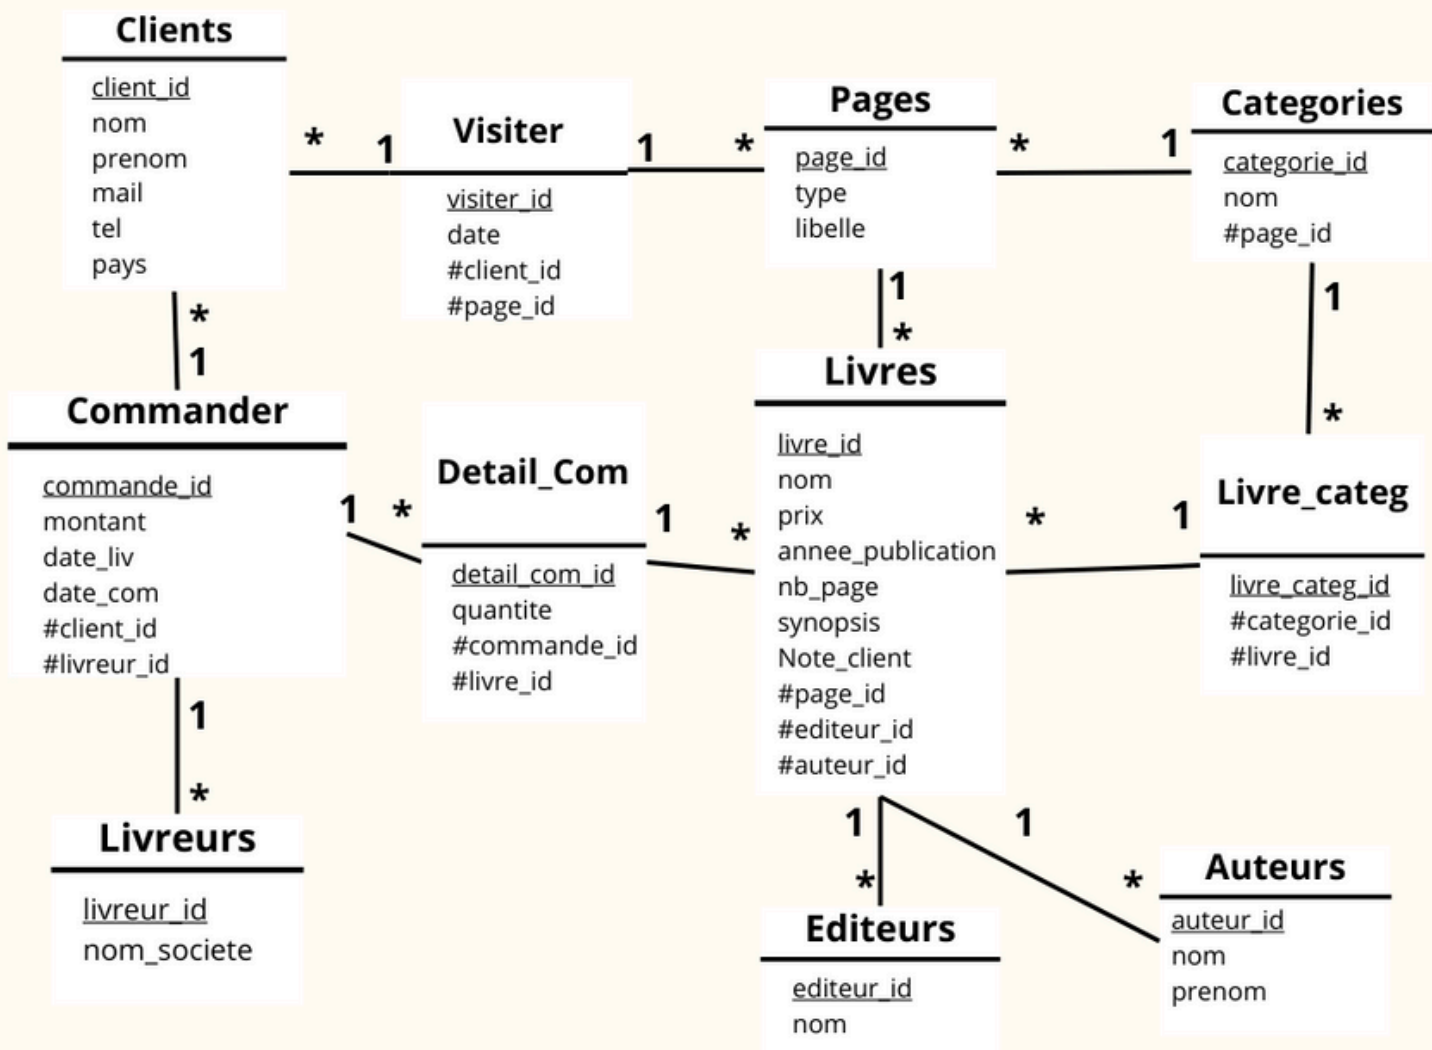 Clients
client_id
nom
prenom
mail
tel
pays
*
1
Visiter
visiter_id
date
#client_id
#page_id
1
*
Pages
page_id
type
libelle
*
1
Categories
categorie_id
nom
#page_id
*
1
1
*
1
*
Commander
commande_id
montant
date_liv
date_com
#client_id
#livreur_id
1
*
Detail_Com
detail_com_id
quantite
#commande_id
#livre_id
1
*
Livres
livre_id
nom
prix
annee_publication
nb_page
synopsis
Note_client
#page_id
#editeur_id
#auteur_id
*
1
Livre_categ
livre_categ_id
#categorie_id
#livre_id
1
*
Livreurs
livreur_id
nom_societe
1
*
Editeurs
editeur_id
nom
1
*
Auteurs
auteur_id
nom
prenom